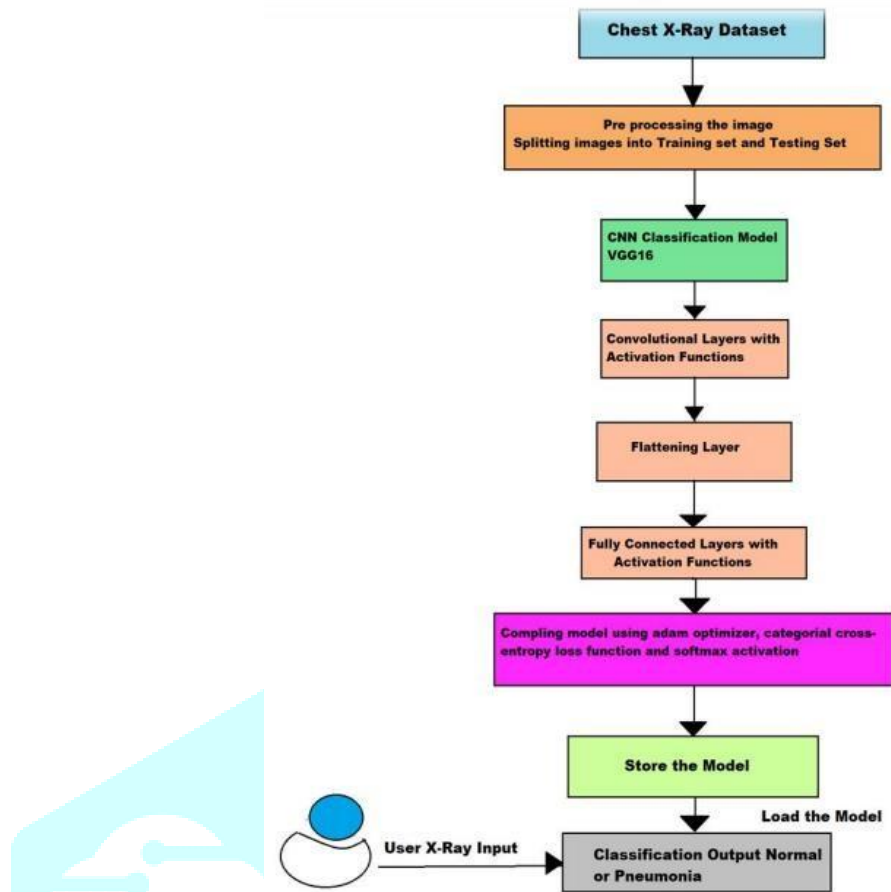 Chest X-Ray Dataset
Pre processing the image
Splitting images into Training set and Testing Set
CNN Classification Model
VGG16
Convolutional Layers with
Activation Functions
Flattening Layer
Fully Connected Layers with
Activation Functions
Compling model using adam optimizer, categorial cross-
entropy loss function and softmax activation
Store the Model
Load the Model
User X-Ray Input
Classification Output Normal
or Pneumonia